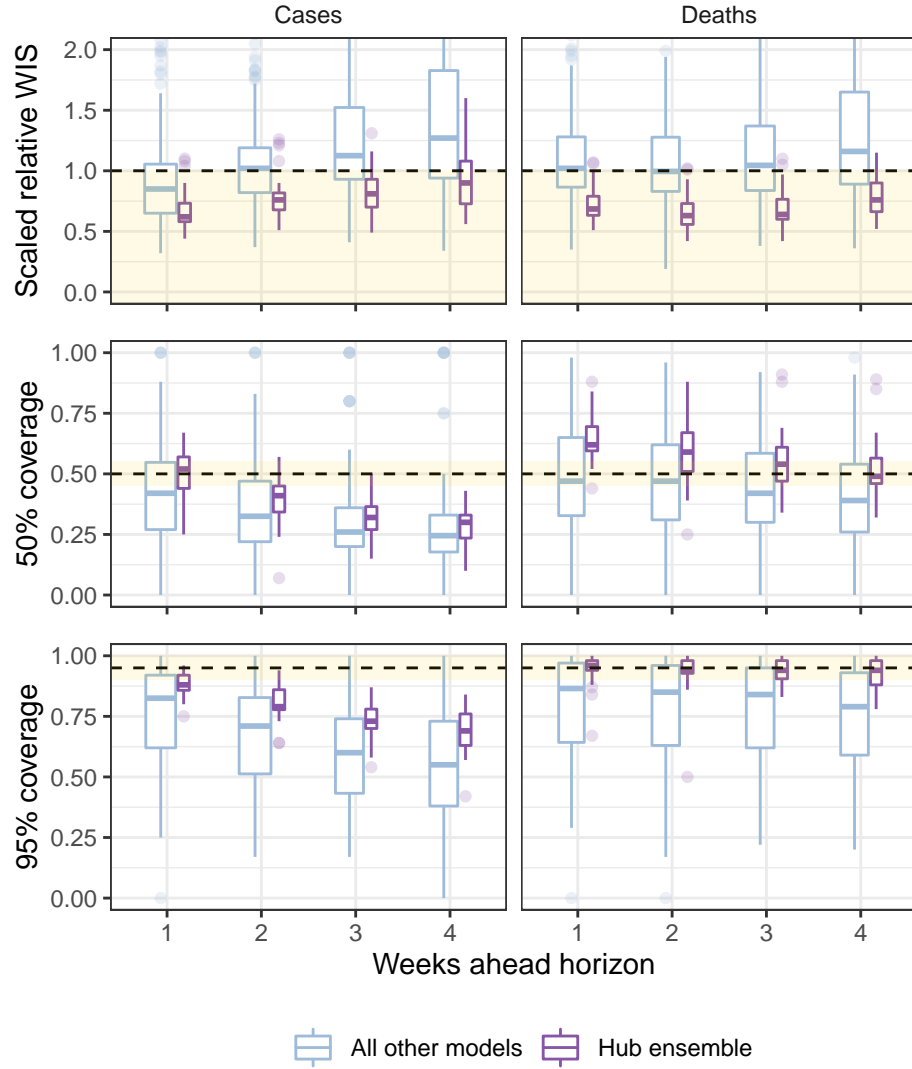 Cases Deaths
Scaled relative WIS
2.0
1.5
1.0
0.5
0.0
50% coverage
1.00
0.75
0.50
0.25
0.00
95% coverage
1.00
0.75
0.50
0.25
0.00
1 2 3 4 1 2 3 4
Weeks ahead horizon
All other models Hub ensemble